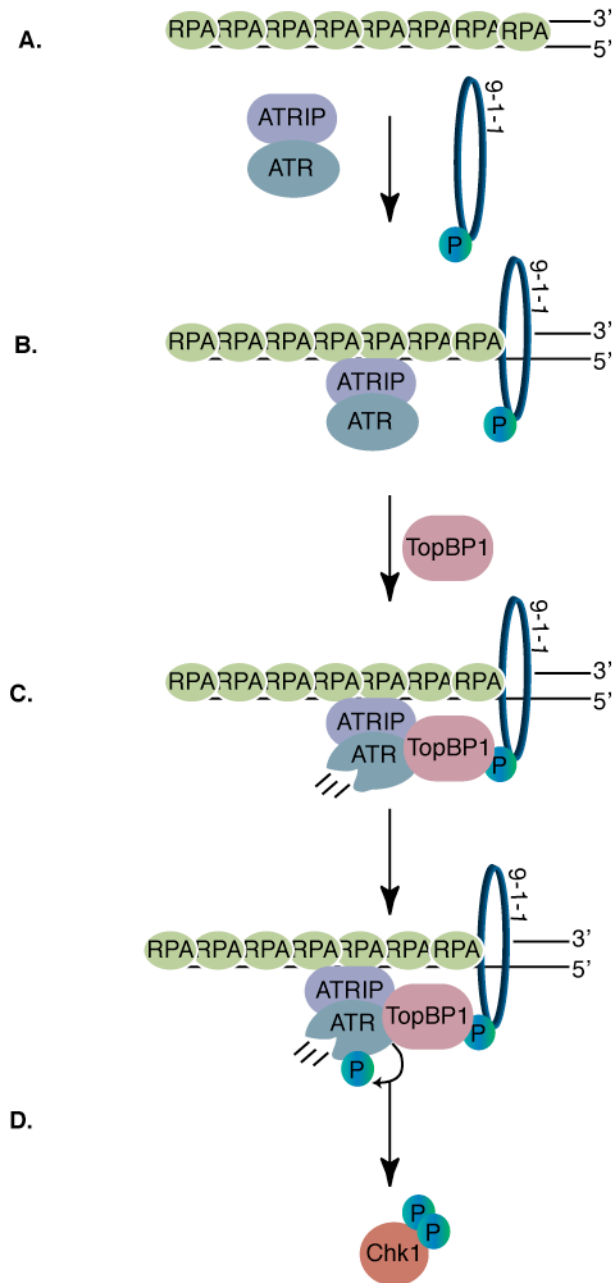 A.
RPA RPA RPA RPA RPA RPA RPA RPA
3’
5’
ATRIP
ATR
9-1-1
P
B.
RPA RPA RPA RPA RPA RPA RPA
9-1-1
3’
5’
ATRIP
ATR
P
TopBP1
C.
RPA RPA RPA RPA RPA RPA RPA
9-1-1
3’
5’
ATRIP
ATR
TopBP1
P
RPA RPA RPA RPA RPA RPA RPA
9-1-1
3’
5’
ATRIP
ATR
TopBP1
P
P
D.
P
P
Chk1